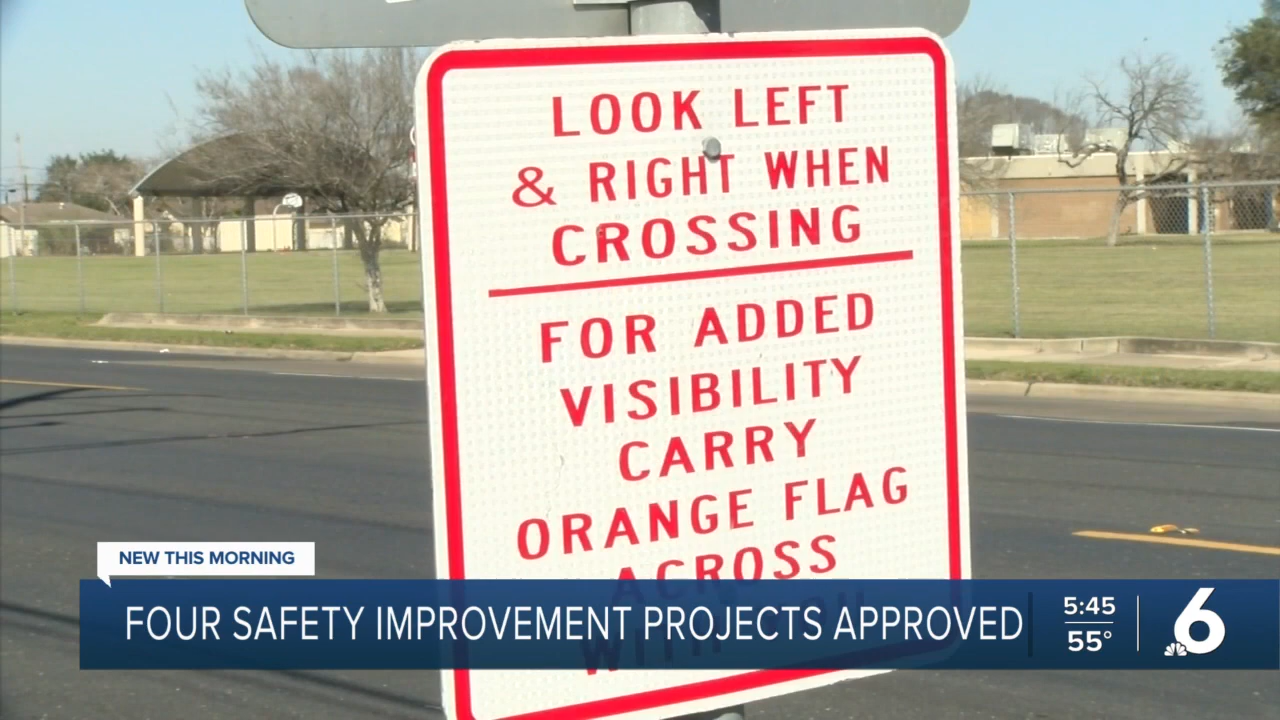 LOOK LEFT
& RIGHT WHEN
CROSSING
FOR ADDED
VISIBILITY
CARRY
ORANGE FLAG
ACROSS
WITH
NEW THIS MORNING
FOUR SAFETY IMPROVEMENT PROJECTS APPROVED
5:45
55°
6